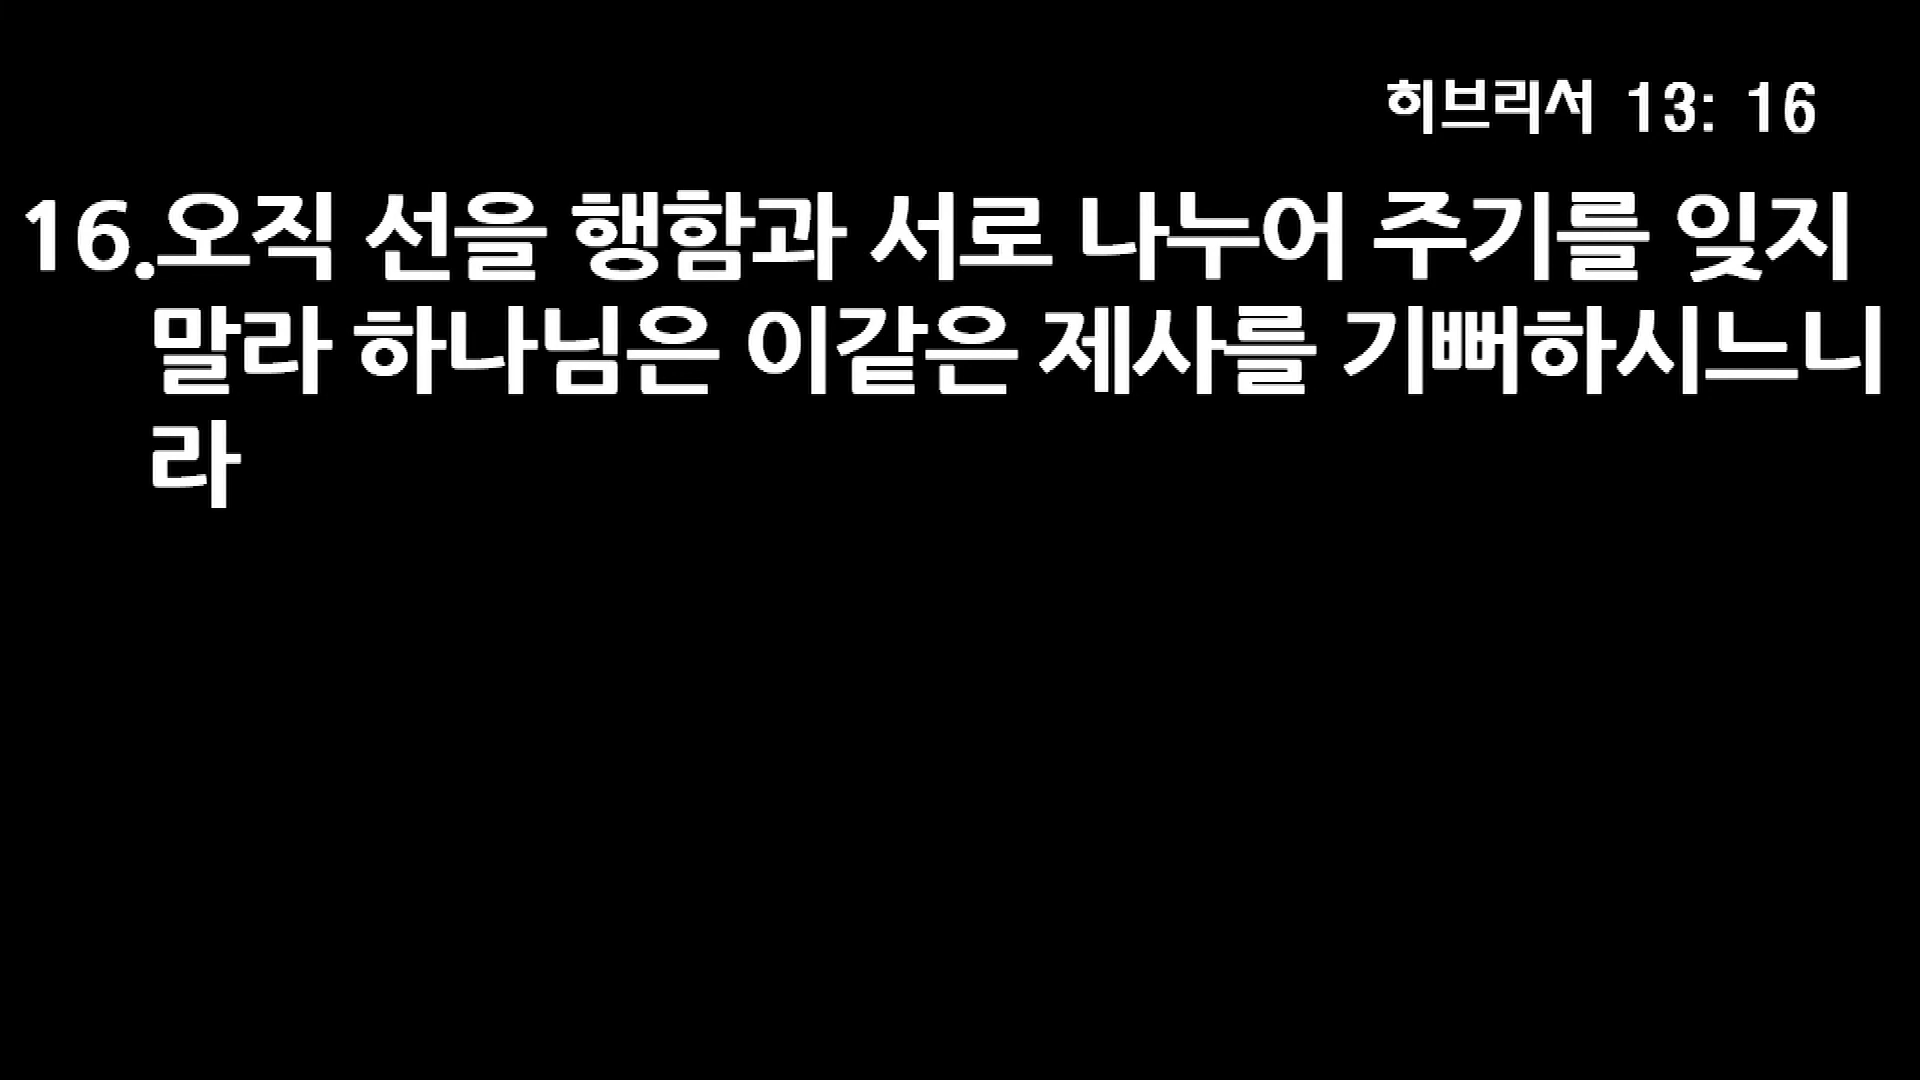 히브리서 13: 16
16.오직 선을 행함과 서로 나누어 주기를 잊지
말라 하나님은 이같은 제사를 기뻐하시느니
라